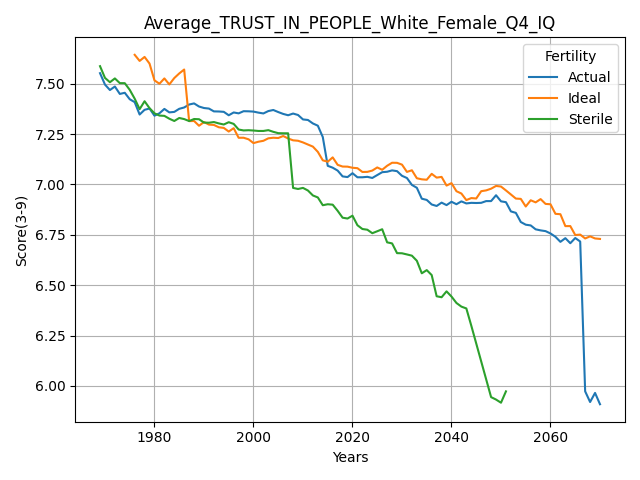 Average_TRUST_IN_PEOPLE_White_Female_Q4_IQ
Fertility
Actual
Ideal
Sterile
Score(3-9)
7.50
7.25
7.00
6.75
6.50
6.25
6.00
1980 2000 2020 2040 2060
Years